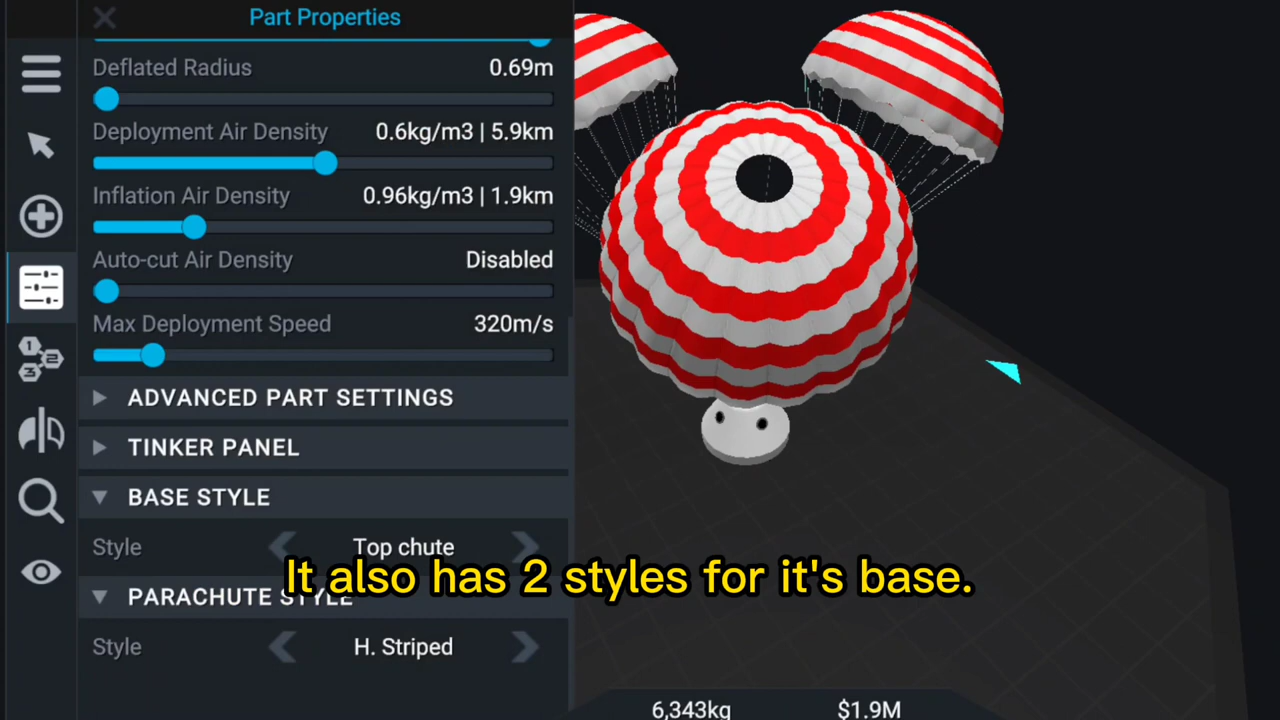 Part Properties
Deflated Radius 0.69m
Deployment Air Density 0.6kg/m3 | 5.9km
Inflation Air Density 0.96kg/m3 | 1.9km
Auto-cut Air Density Disabled
Max Deployment Speed 320m/s
1 2 3
ADVANCED PART SETTINGS
TINKER PANEL
BASE STYLE
Style Top chute
It also has 2 styles for it's base.
PARACHUTE STYLE
Style H. Striped
6,343kg $1.9M